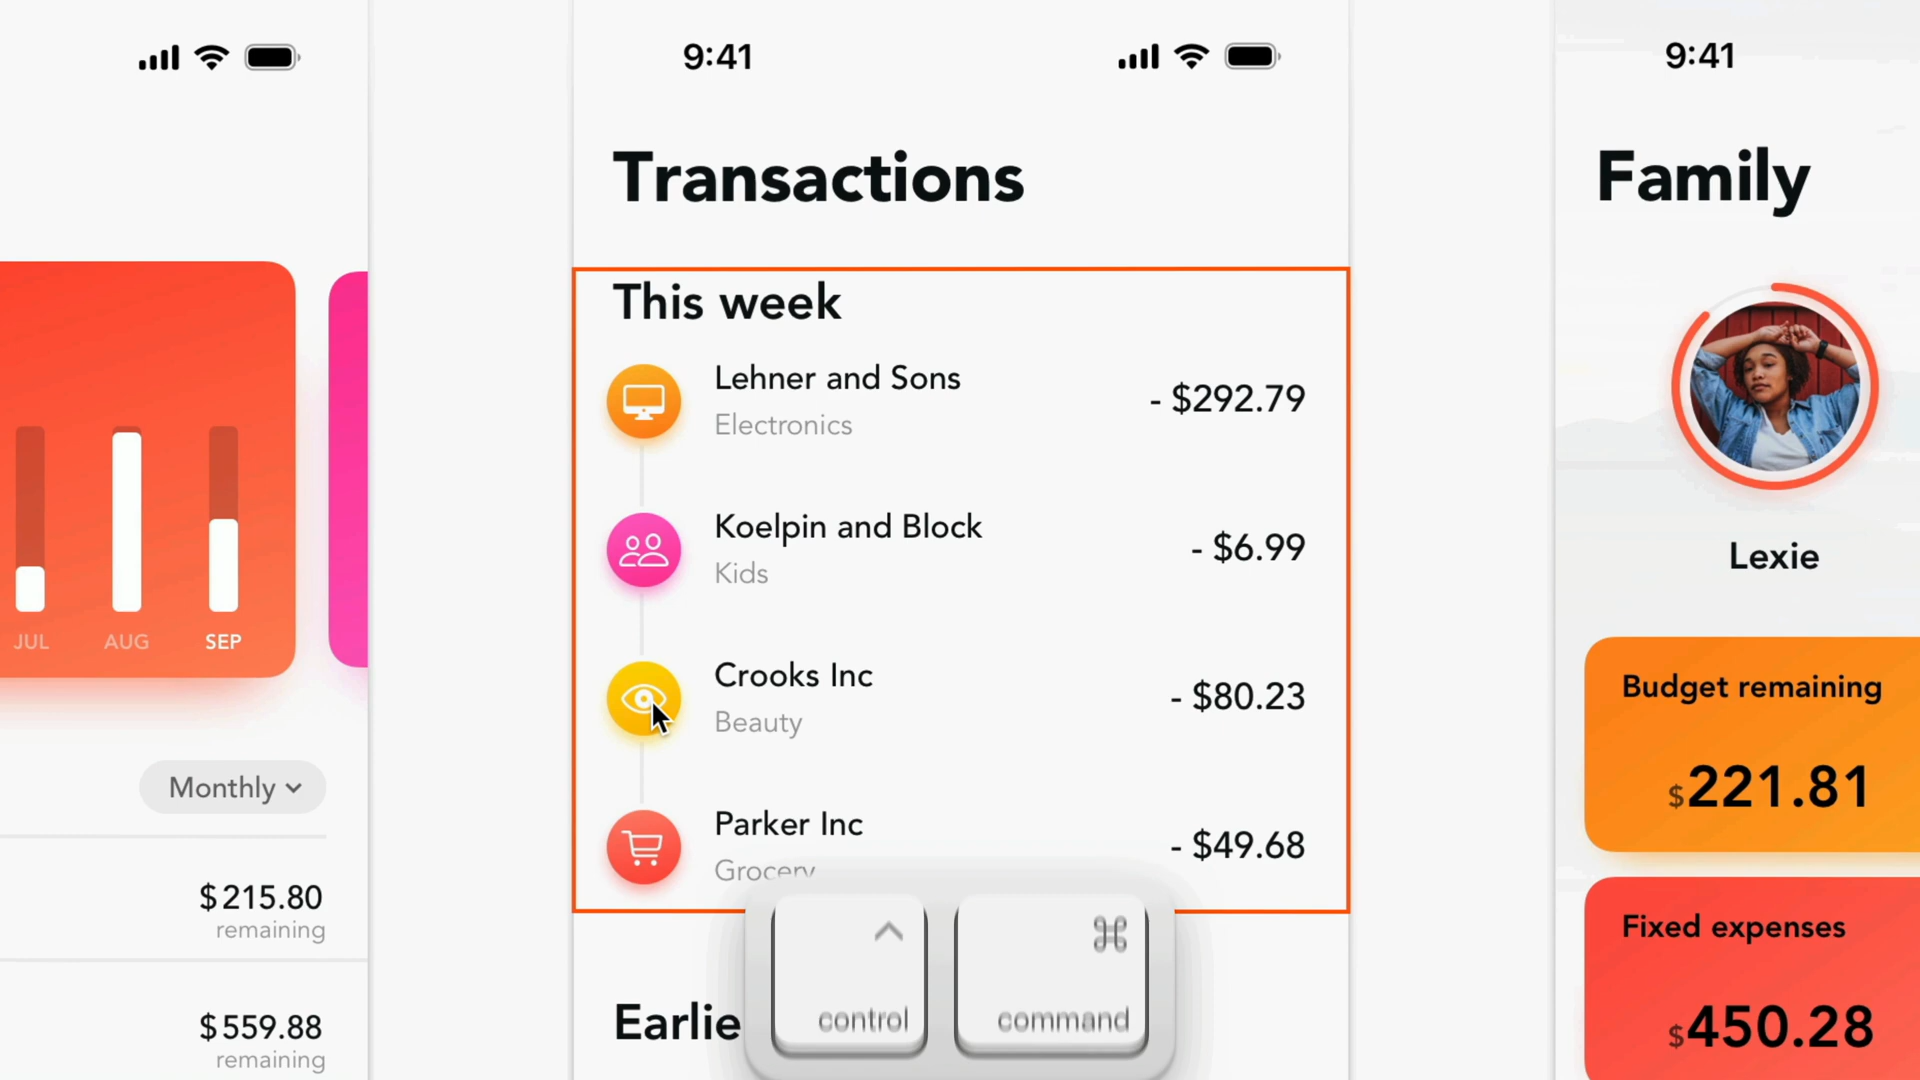 JUL AUG SEP
Monthly
$215.80
remaining
$559.88
remaining
9:41
Transactions
This week
Lehner and Sons
- $292.79
Electronics
Koelpin and Block
- $6.99
Kids
Crooks Inc
- $80.23
Beauty
Parker Inc
- $49.68
Grocery
Earlie
control
command
9:41
Family
Lexie
Budget remaining
$221.81
Fixed expenses
$450.28